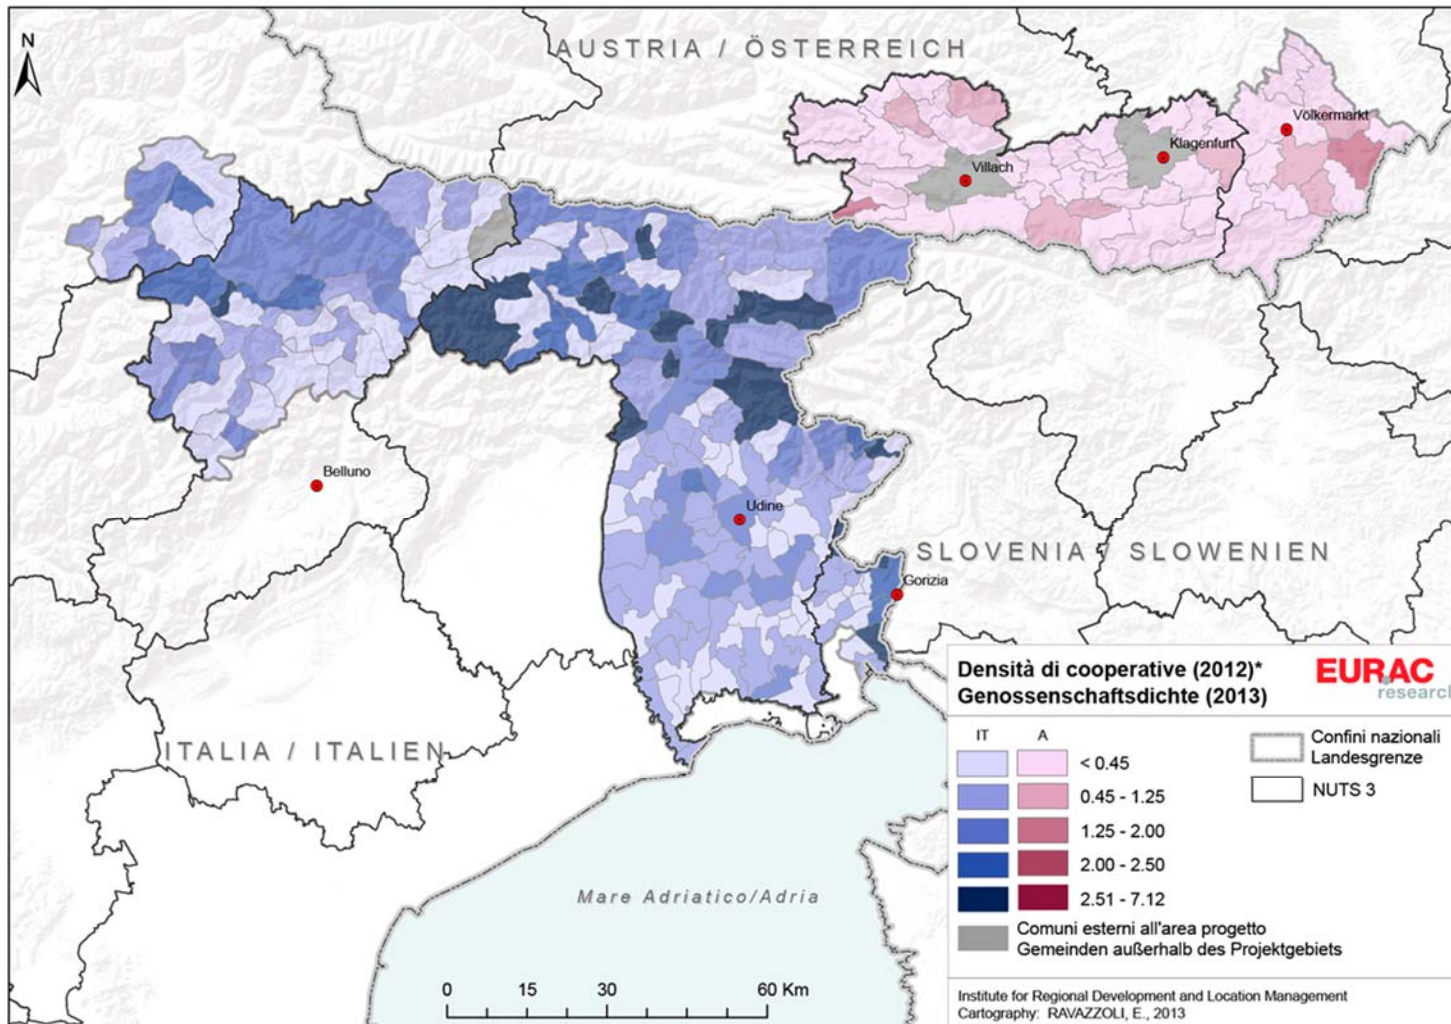 N
AUSTRIA / ÖSTERREICH
Völkermarkt
Klagenfurt
Villach
Belluno
Udine
SLOVENIA / SLOWENIEN
Gorizia
ITALIA / ITALIEN
Mare Adriatico/Adria
0 15 30 60 Km
Densità di cooperative (2012)*
Genossenschaftsdichte (2013)
EURAC
research
IT A
< 0.45
0.45 - 1.25
1.25 - 2.00
2.00 - 2.50
2.51 - 7.12
Confini nazionali
Landesgrenze
NUTS 3
Comuni esterni all'area progetto
Gemeinden außerhalb des Projektgebiets
Institute for Regional Development and Location Management
Cartography: RAVAZZOLI, E., 2013